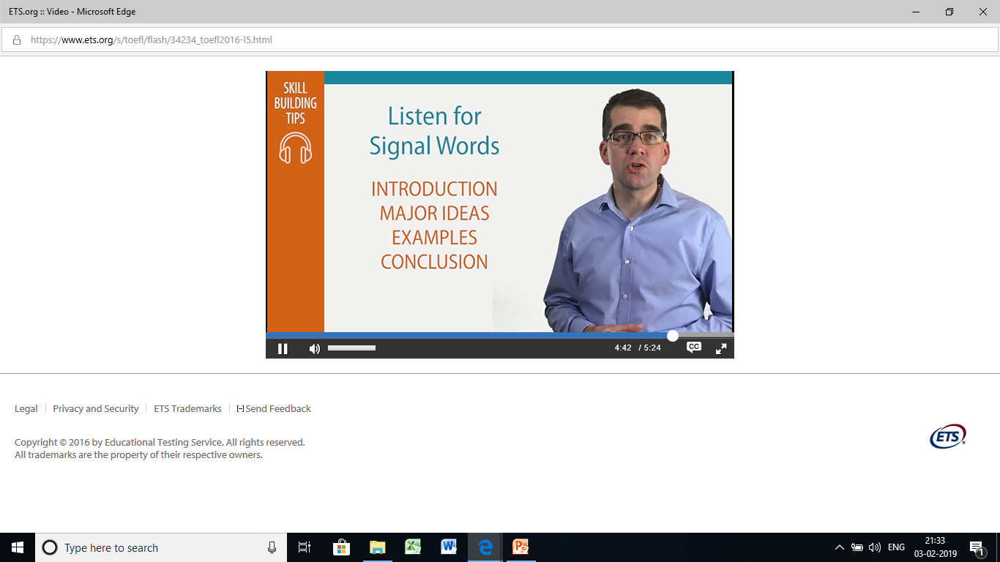 ETS.org :: Video - Microsoft Edge
https://www.ets.org/s/toefl/flash/34234_toefl2016-l5.html
SKILL
BUILDING
TIPS
Listen for
Signal Words
INTRODUCTION
MAJOR IDEAS
EXAMPLES
CONCLUSION
4:42 / 5:24
CC
Legal Privacy and Security ETS Trademarks [-] Send Feedback
Copyright © 2016 by Educational Testing Service. All rights reserved.
All trademarks are the property of their respective owners.
ETS®
Type here to search
ENG
21:33
03-02-2019
1